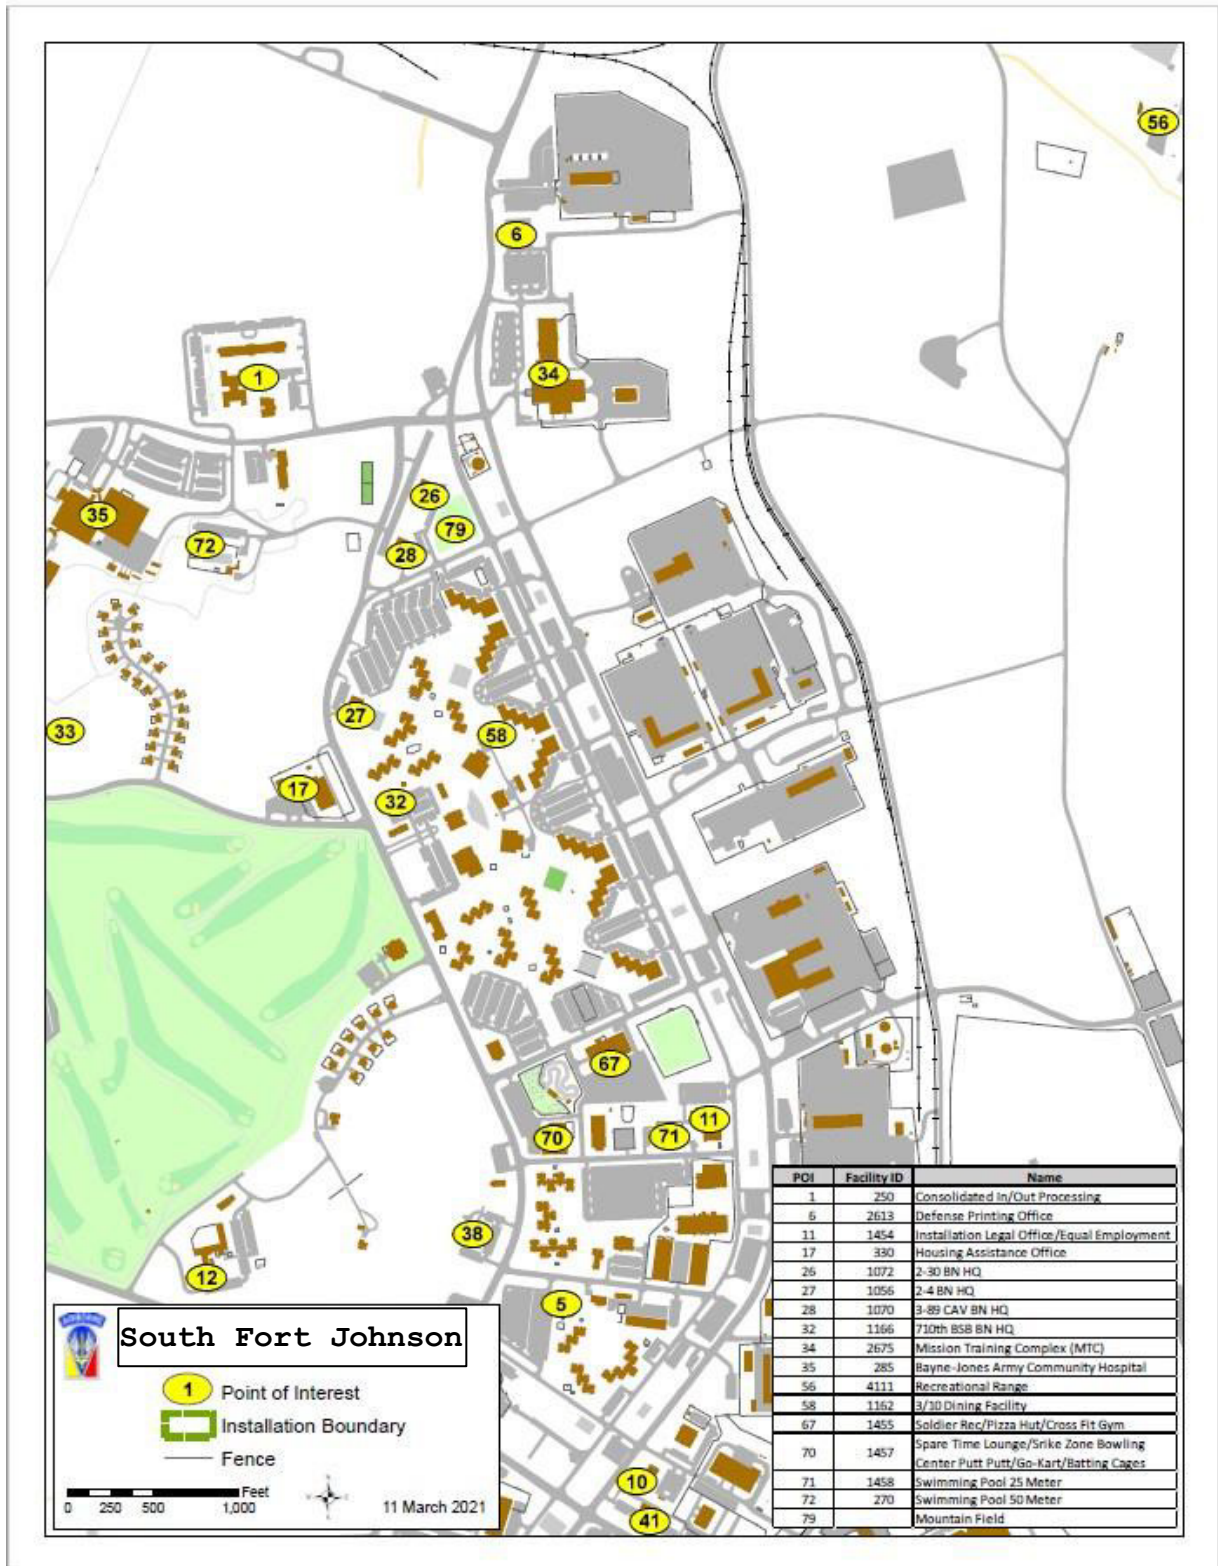 56
6
34
1
26
79
28
35
72
27
58
33
17
32
67
11
70
71
38
12
5
10
41
POI Facility ID Name
1 250 Consolidated In/Out Processing
6 2613 Defense Printing Office
11 1454 Installation Legal Office/Equal Employment
17 330 Housing Assistance Office
26 1072 2-30 BN HQ
27 1056 2-4 BN HQ
28 1070 3-89 CAV BN HQ
32 1166 710th BSB BN HQ
34 2675 Mission Training Complex (MTC)
35 285 Bayne-Jones Army Community Hospital
56 4111 Recreational Range
58 1162 3/10 Dining Facility
67 1455 Soldier Rec/Pizza Hut/Cross Fit Gym
70 1457 Spare Time Lounge/Srike Zone Bowling
Center Putt Putt/Go-Kart/Batting Cages
71 1458 Swimming Pool 25 Meter
72 270 Swimming Pool 50 Meter
79 Mountain Field
AIRBORNE
South Fort Johnson
1 Point of Interest
Installation Boundary
Fence
Feet
0 250 500 1,000
11 March 2021